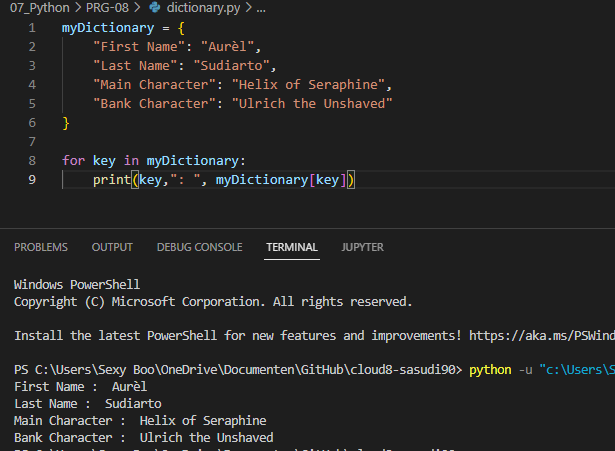 07_Python > PRG-08 > dictionary.py > ...
1 myDictionary = {
2 "First Name": "Aurèl",
3 "Last Name": "Sudiarto",
4 "Main Character": "Helix of Seraphine",
5 "Bank Character": "Ulrich the Unshaved"
6 }
7
8 for key in myDictionary:
9 print(key,": ", myDictionary[key])
PROBLEMS OUTPUT DEBUG CONSOLE TERMINAL JUPYTER
Windows PowerShell
Copyright (C) Microsoft Corporation. All rights reserved.
Install the latest PowerShell for new features and improvements! https://aka.ms/PSWind
PS C:\Users\Sexy Boo\OneDrive\Documenten\GitHub\cloud8-sasudi90> python -u "c:\Users\S
First Name :  Aurèl
Last Name :  Sudiarto
Main Character :  Helix of Seraphine
Bank Character :  Ulrich the Unshaved